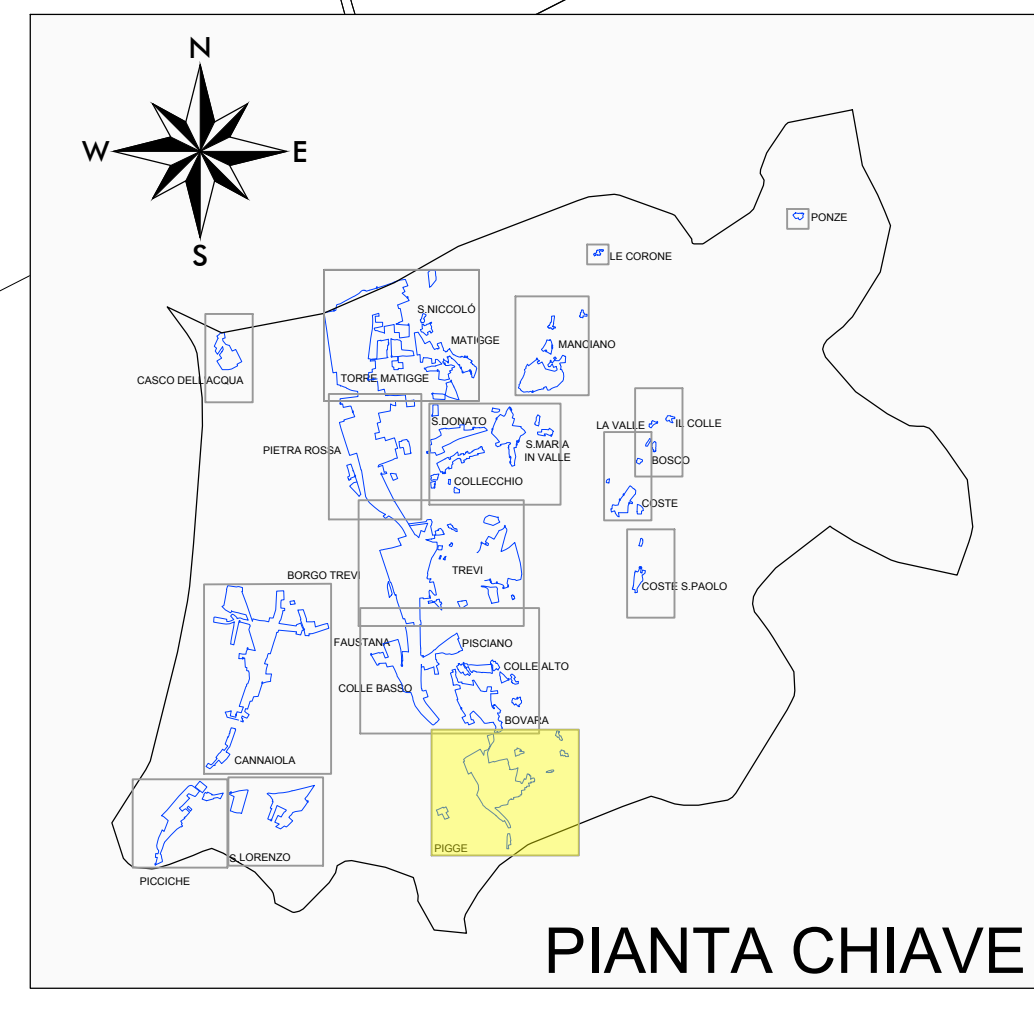 N
W
E
S
PONZE
LE CORONE
S.NICCOLÓ
MATIGGE
MANCIANO
TORRE MATIGGE
CASCO DELL'ACQUA
S.DONATO
LA VALLE
IL COLLE
PIETRA ROSSA
S.MARIA
IN VALLE
BOSCO
COLLECCHIO
COSTE
TREVI
BORGO TREVI
COSTE S.PAOLO
FAUSTANA
PISCIANO
COLLE ALTO
COLLE BASSO
BOVARA
CANNAIOLA
PIGGE
S.LORENZO
PICCICHE
PIANTA CHIAVE